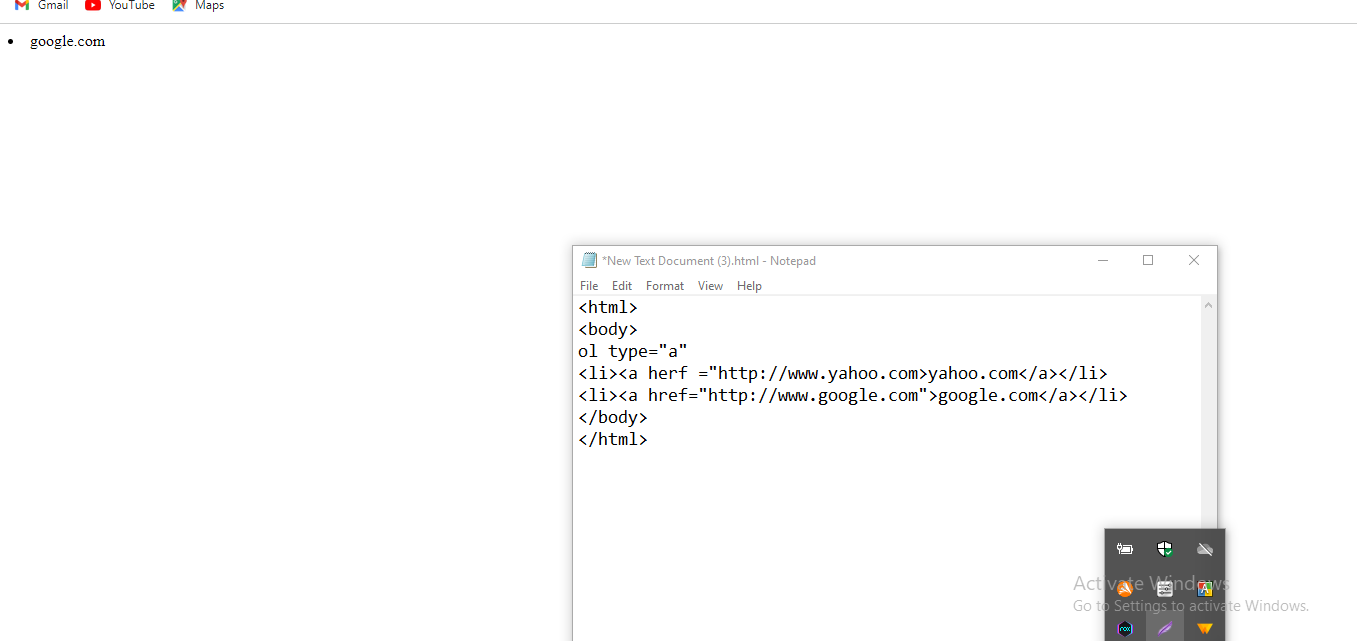 Gmail YouTube Maps
• google.com
*New Text Document (3).html - Notepad
File Edit Format View Help
<html>
<body>
ol type="a"
<li><a herf ="http://www.yahoo.com>yahoo.com</a></li>
<li><a href="http://www.google.com">google.com</a></li>
</body>
</html>
Activate Windows
Go to Settings to activate Windows.